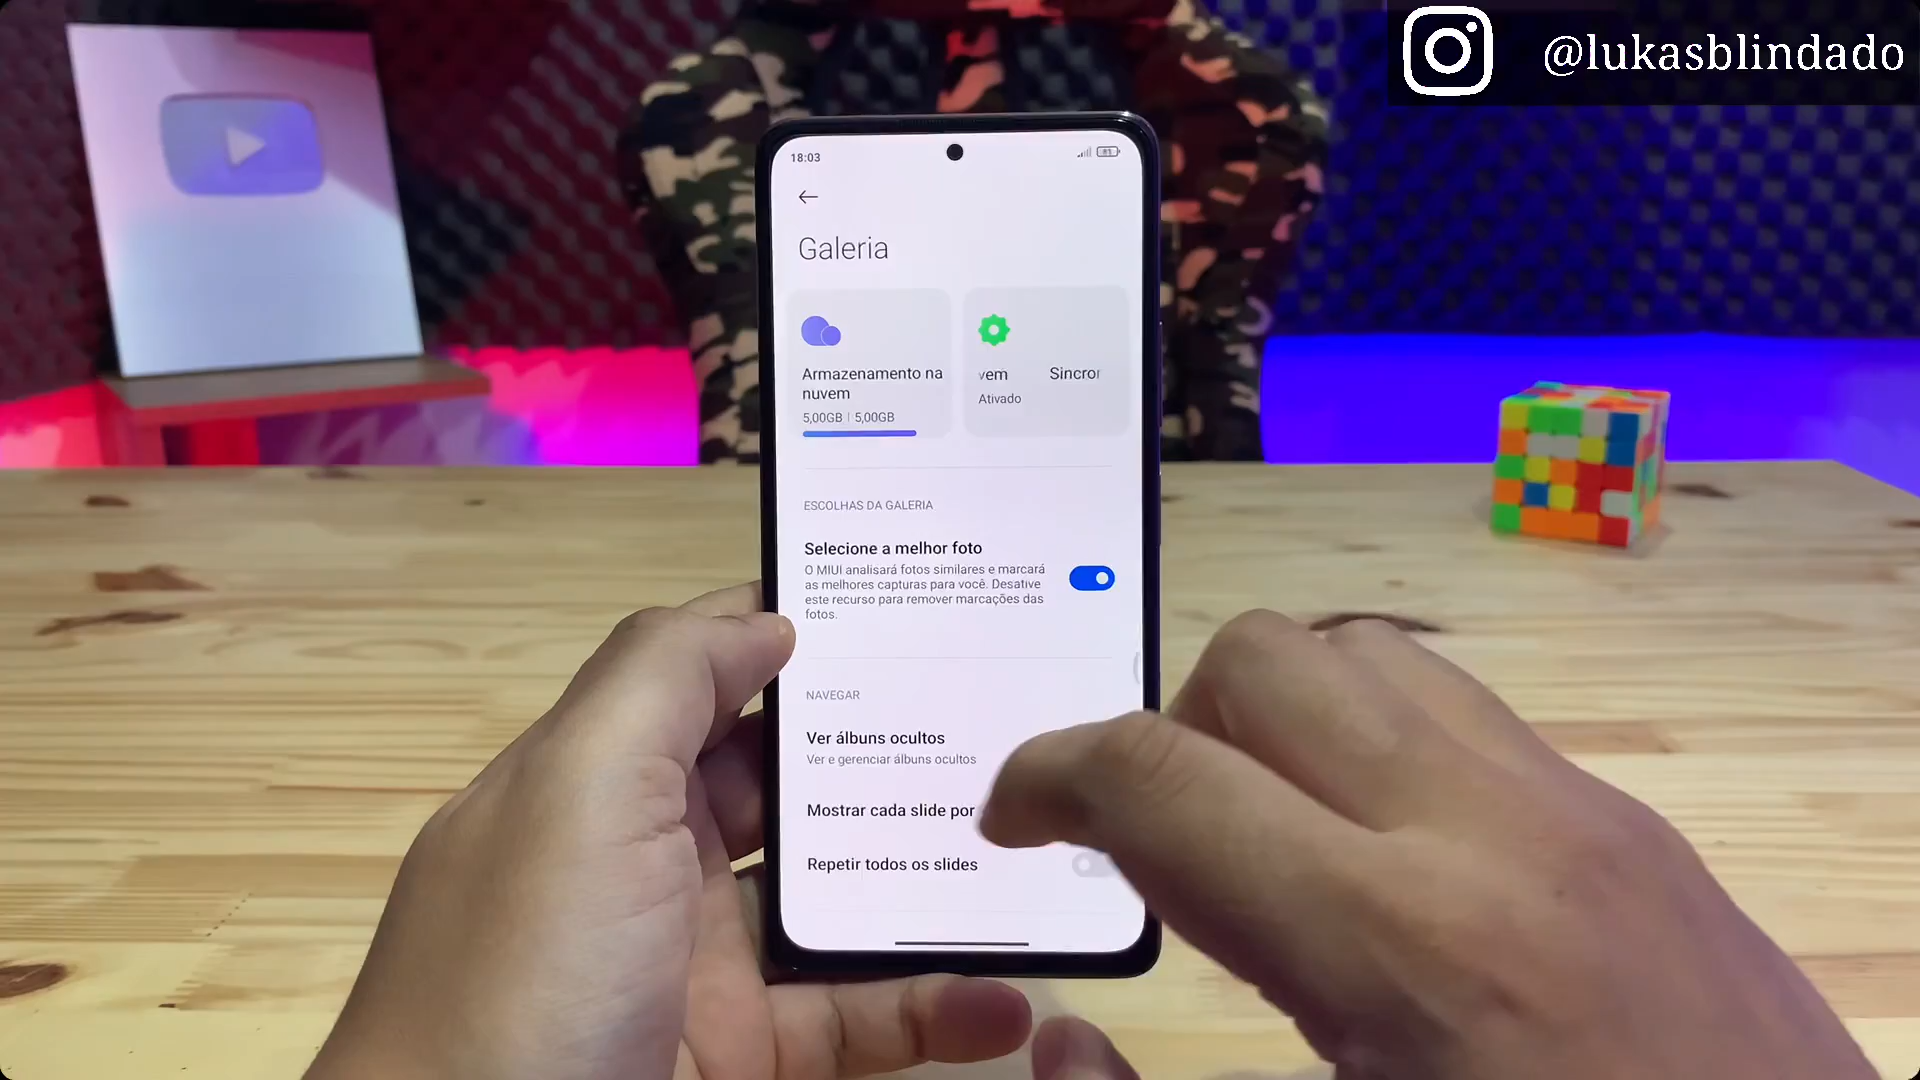 @lukasblindado
18:03
81
Galeria
Armazenamento na
nuvem
5,00GB | 5,00GB
vem Sincror
Ativado
ESCOLHAS DA GALERIA
Selecione a melhor foto
O MIUI analisará fotos similares e marcará
as melhores capturas para você. Desative
este recurso para remover marcações das
fotos.
NAVEGAR
Ver álbuns ocultos
Ver e gerenciar álbuns ocultos
Mostrar cada slide por
Repetir todos os slides